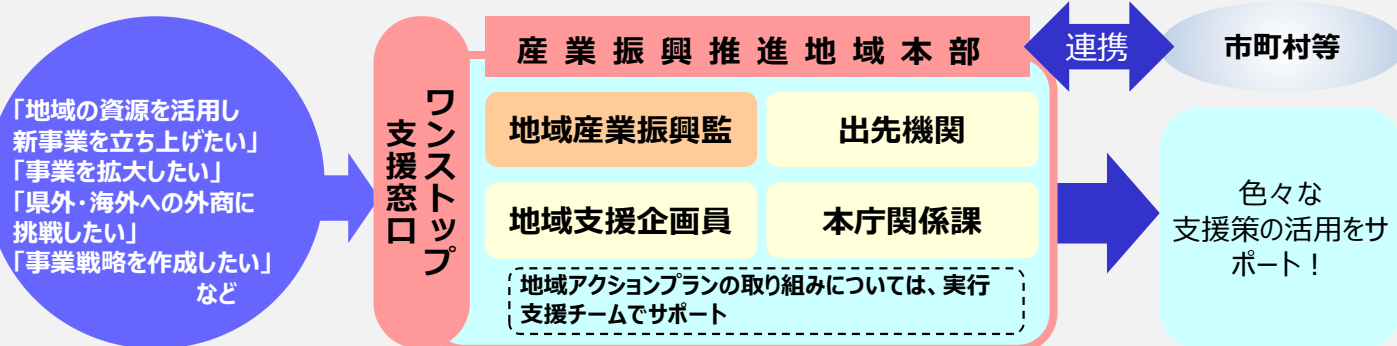 「地域の資源を活用し
新事業を立ち上げたい」
「事業を拡大したい」
「県外・海外への外商に
挑戦したい」
「事業戦略を作成したい」
など
ワンストップ
支援窓口
産業振興推進地域本部
地域産業振興監
出先機関
地域支援企画員
本庁関係課
地域アクションプランの取り組みについては、実行
支援チームでサポート
連携
市町村等
色々な
支援策の活用をサ
ポート！